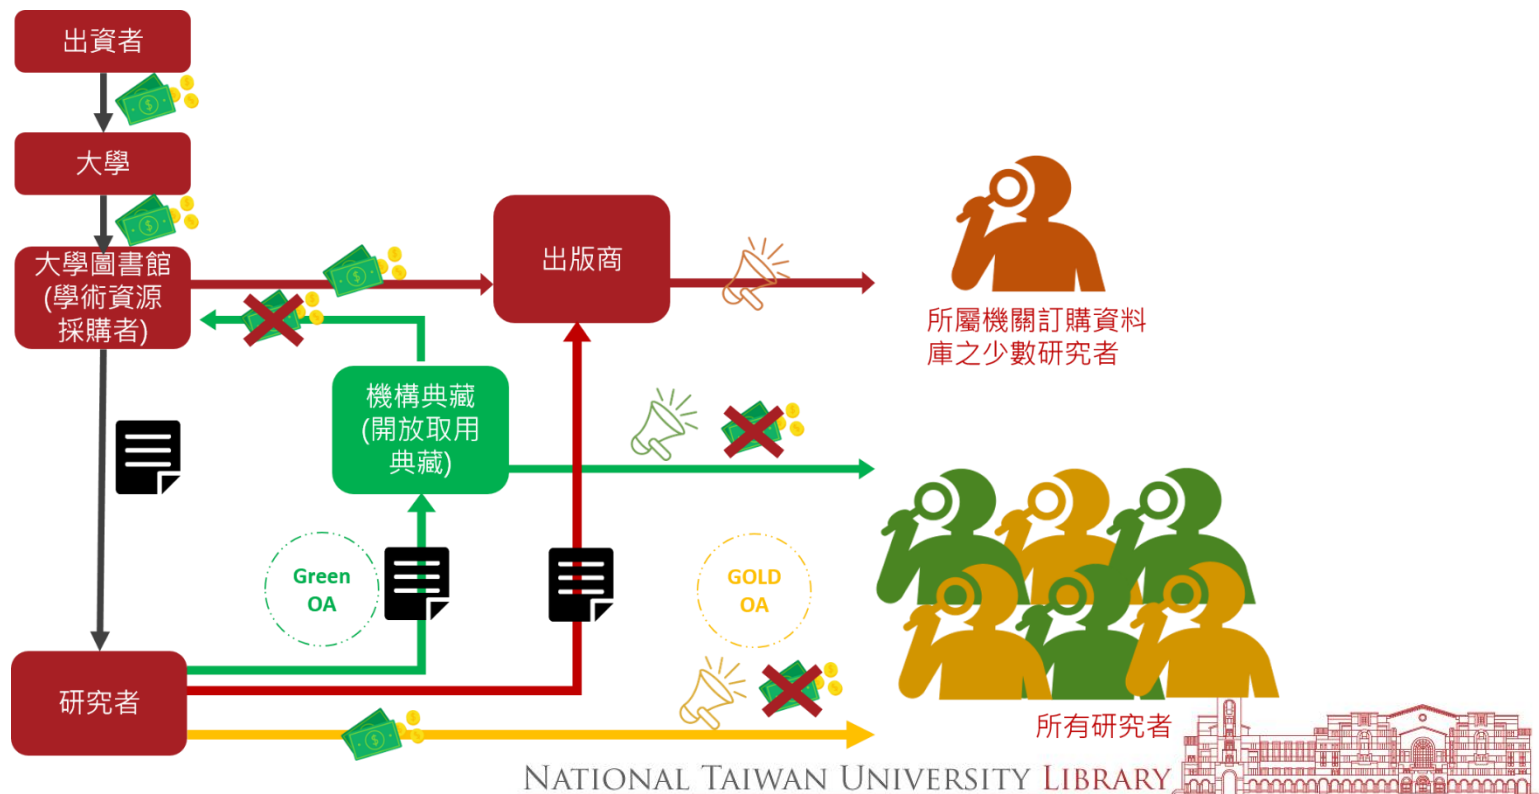 出資者
大學
大學圖書館
(學術資源
採購者)
出版商
所屬機關訂購資料
庫之少數研究者
機構典藏
(開放取用
典藏)
Green
OA
GOLD
OA
研究者
所有研究者
NATIONAL TAIWAN UNIVERSITY LIBRARY